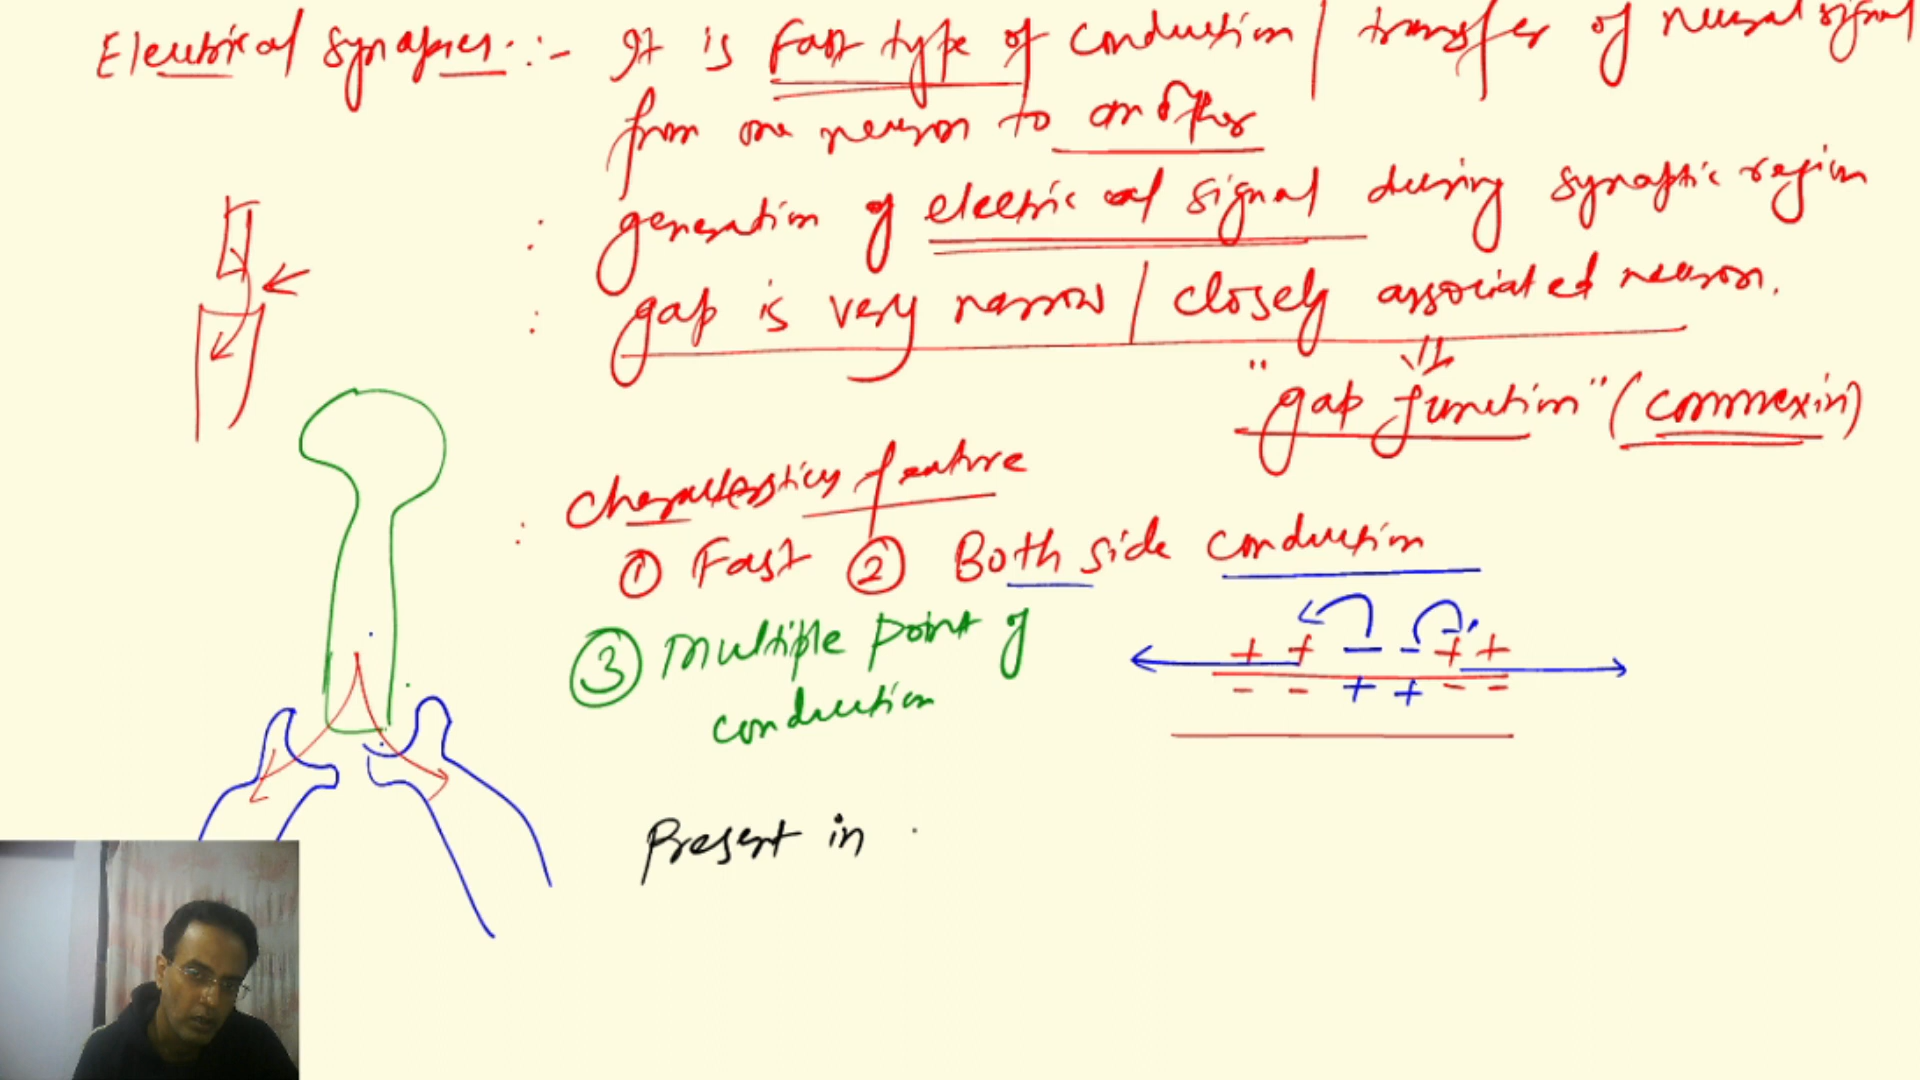 Electrical synapses :- It is Fast type of conduction / transfer of neural signal
from one neuron to another
: generation of electrical signal during synaptic region
: gap is very narrow / closely associated neuron.
"gap function" (connexin)
: Characterstics feature
① Fast ② Both side conduction
③ Multiple point of
conduction
+ + - - + +
- - + + - -
Present in